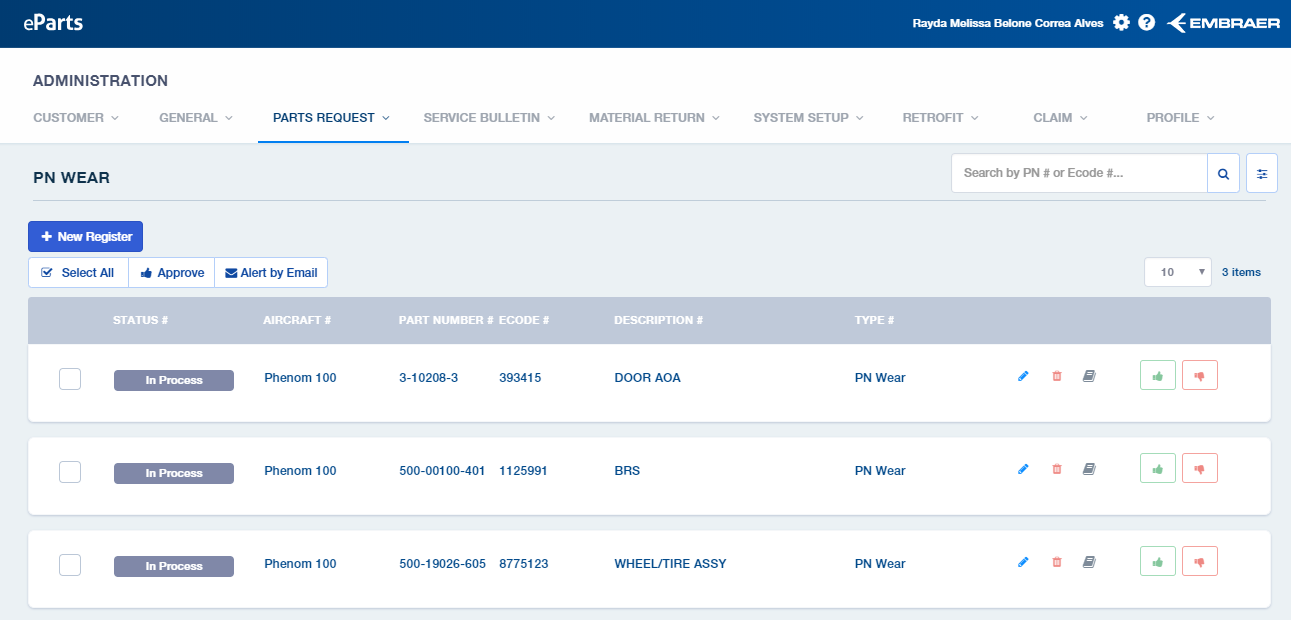 eParts
Rayda Melissa Belone Correa Alves
EMBRAER
ADMINISTRATION
CUSTOMER GENERAL PARTS REQUEST SERVICE BULLETIN MATERIAL RETURN SYSTEM SETUP RETROFIT CLAIM PROFILE
PN WEAR
Search by PN # or Ecode #...
New Register
Select All Approve Alert by Email
10 3 items
STATUS # AIRCRAFT # PART NUMBER # ECODE # DESCRIPTION # TYPE #
In Process Phenom 100 3-10208-3 393415 DOOR AOA PN Wear
In Process Phenom 100 500-00100-401 1125991 BRS PN Wear
In Process Phenom 100 500-19026-605 8775123 WHEEL/TIRE ASSY PN Wear